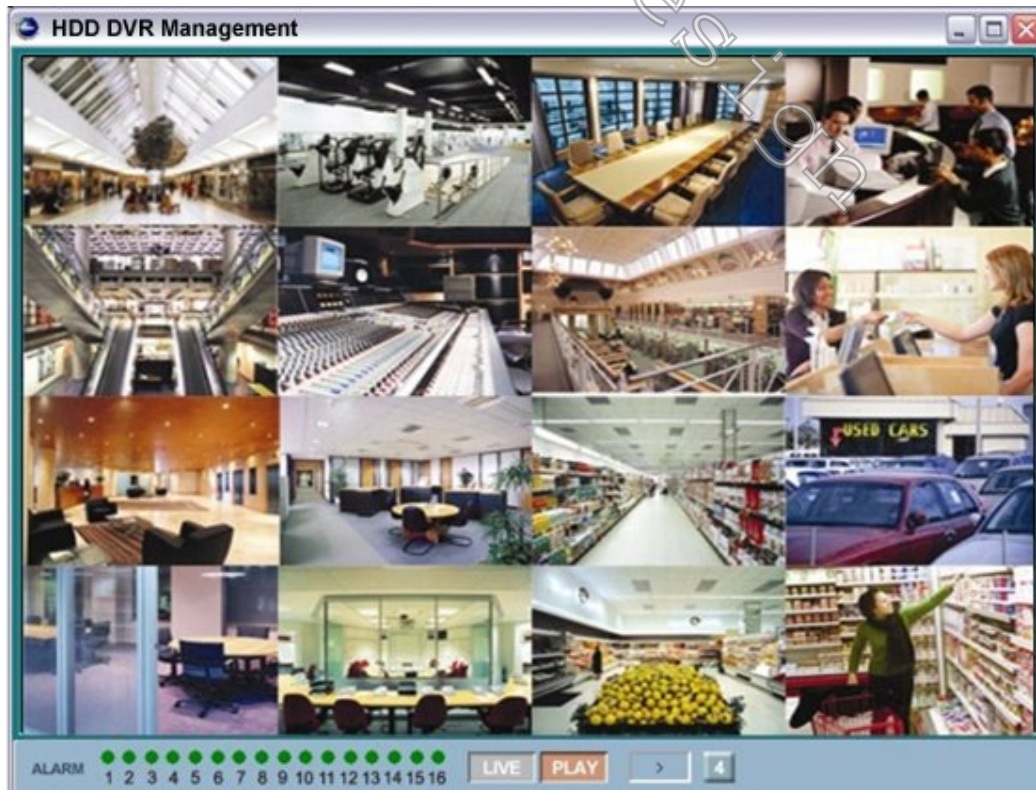 HDD DVR Management
USED CARS
ALARM
1 2 3 4 5 6 7 8 9 10 11 12 13 14 15 16
LIVE PLAY > 4